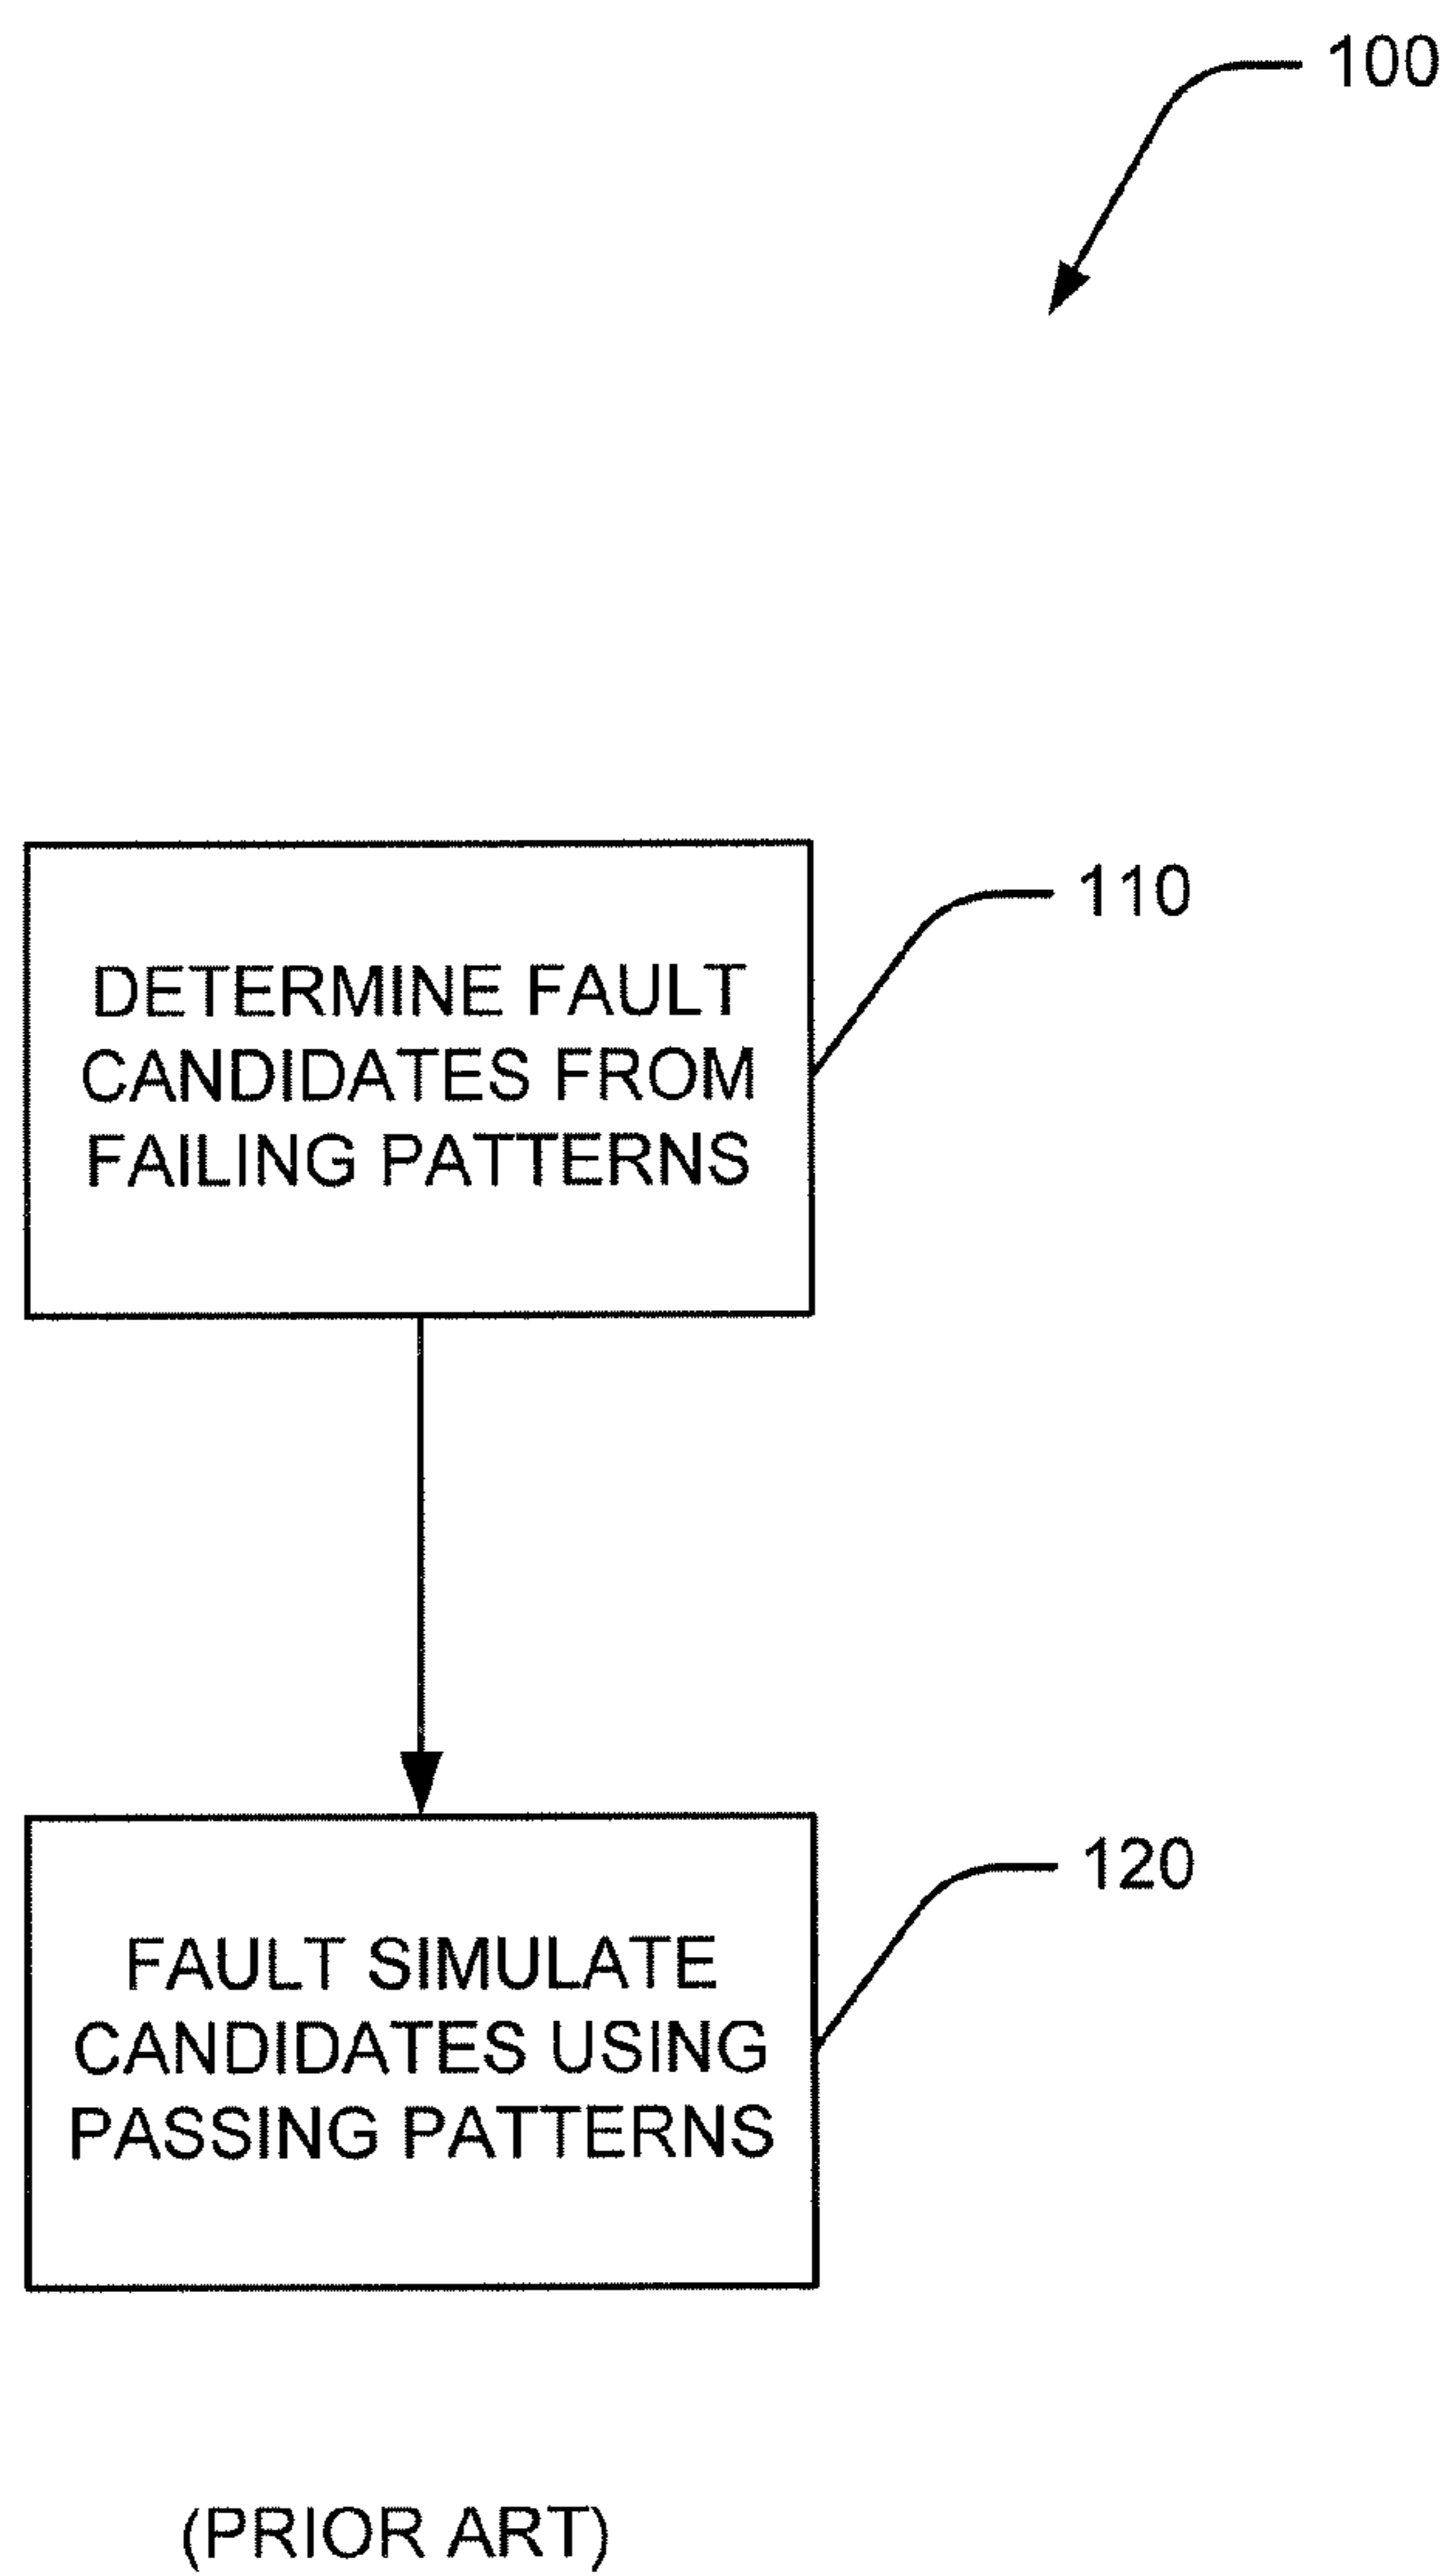 100
110
DETERMINE FAULT
CANDIDATES FROM
FAILING PATTERNS
120
FAULT SIMULATE
CANDIDATES USING
PASSING PATTERNS
(PRIOR ART)